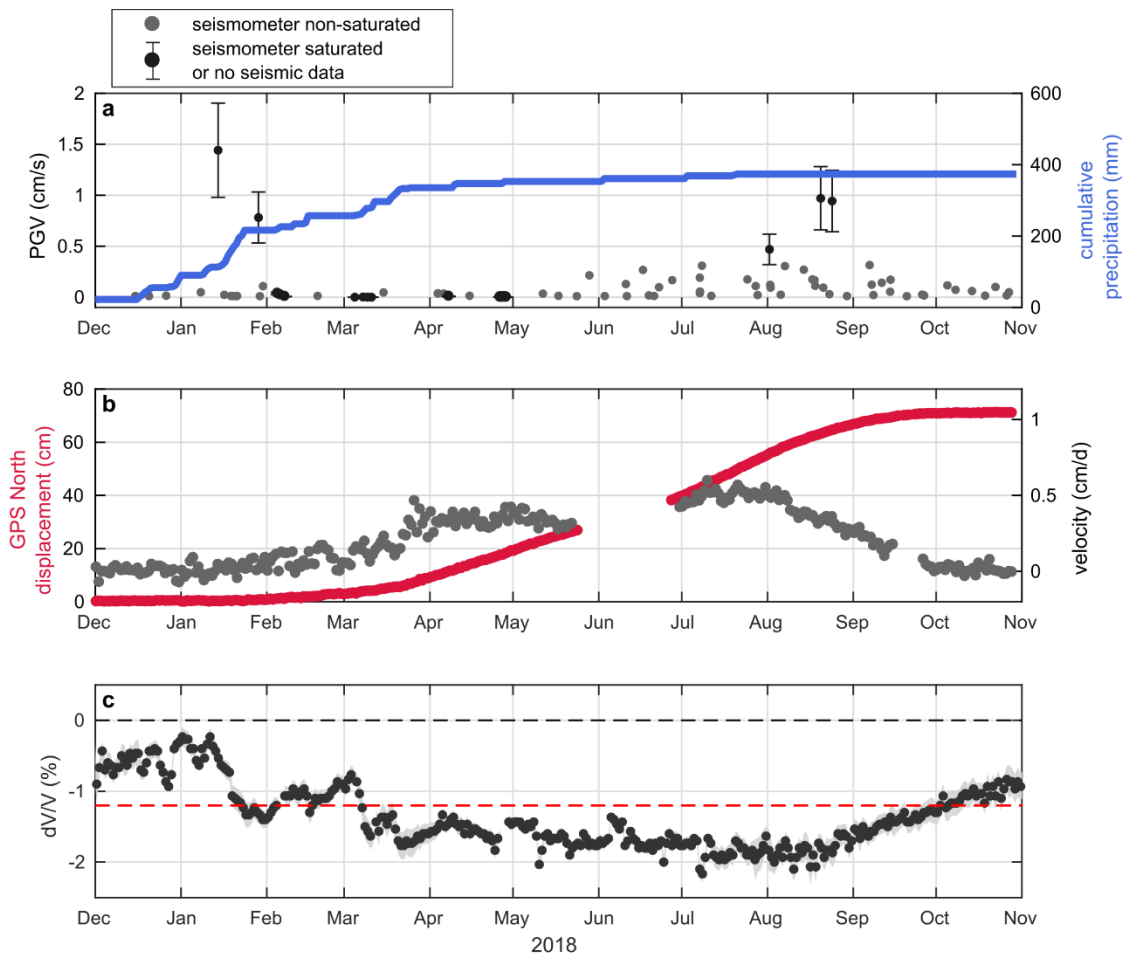 seismometer non-saturated
seismometer saturated
or no seismic data
a
2
1.5
1
0.5
0
PGV (cm/s)
600
400
200
0
cumulative
precipitation (mm)
Dec Jan Feb Mar Apr May Jun Jul Aug Sep Oct Nov
b
80
60
40
20
0
GPS North
displacement (cm)
1
0.5
0
velocity (cm/d)
Dec Jan Feb Mar Apr May Jun Jul Aug Sep Oct Nov
c
0
-1
-2
dV/V (%)
Dec Jan Feb Mar Apr May Jun Jul Aug Sep Oct Nov
2018